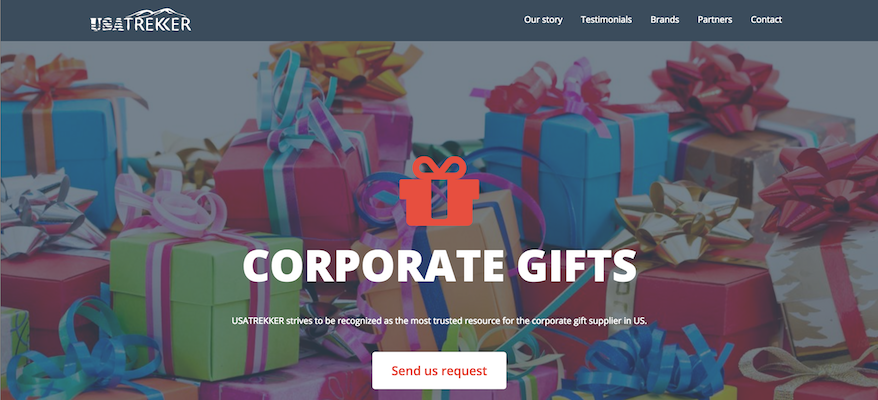 USATREKKER
Our story
Testimonials
Brands
Partners
Contact
CORPORATE GIFTS
USATREKKER strives to be recognized as the most trusted resource for the corporate gift supplier in US.
Send us request